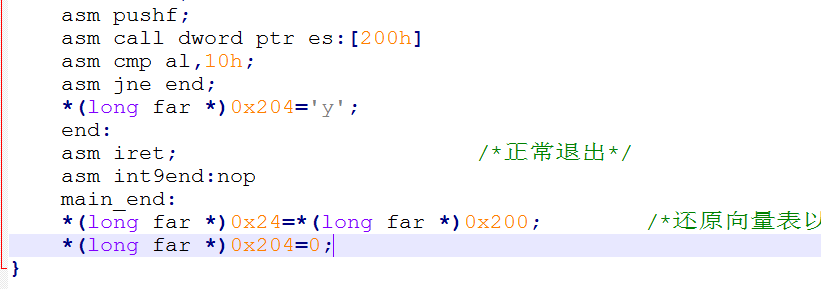 asm pushf;
asm call dword ptr es:[200h]
asm cmp al,10h;
asm jne end;
*(long far *)0x204='y';
end:
asm iret; /*正常退出*/
asm int9end:nop
main_end:
*(long far *)0x24=*(long far *)0x200; /*还原向量表以
*(long far *)0x204=0;
}